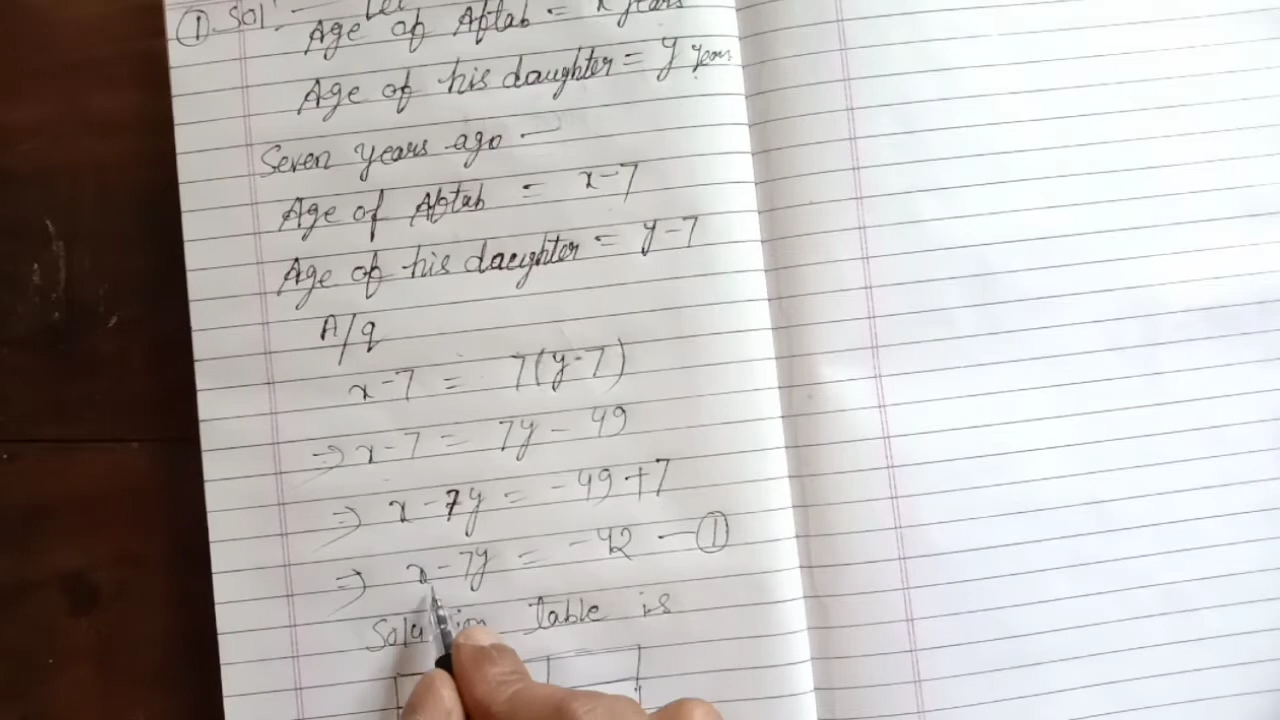 ① Sol - Let
Age of Aftab = x years
Age of his daughter = y years
Seven years ago -
Age of Aftab = x-7
Age of his daughter = y-7
A/q
x-7 = 7(y-7)
⇒ x-7 = 7y - 49
⇒ x-7y = -49+7
⇒ x-7y = -42 — ①
Solution table is